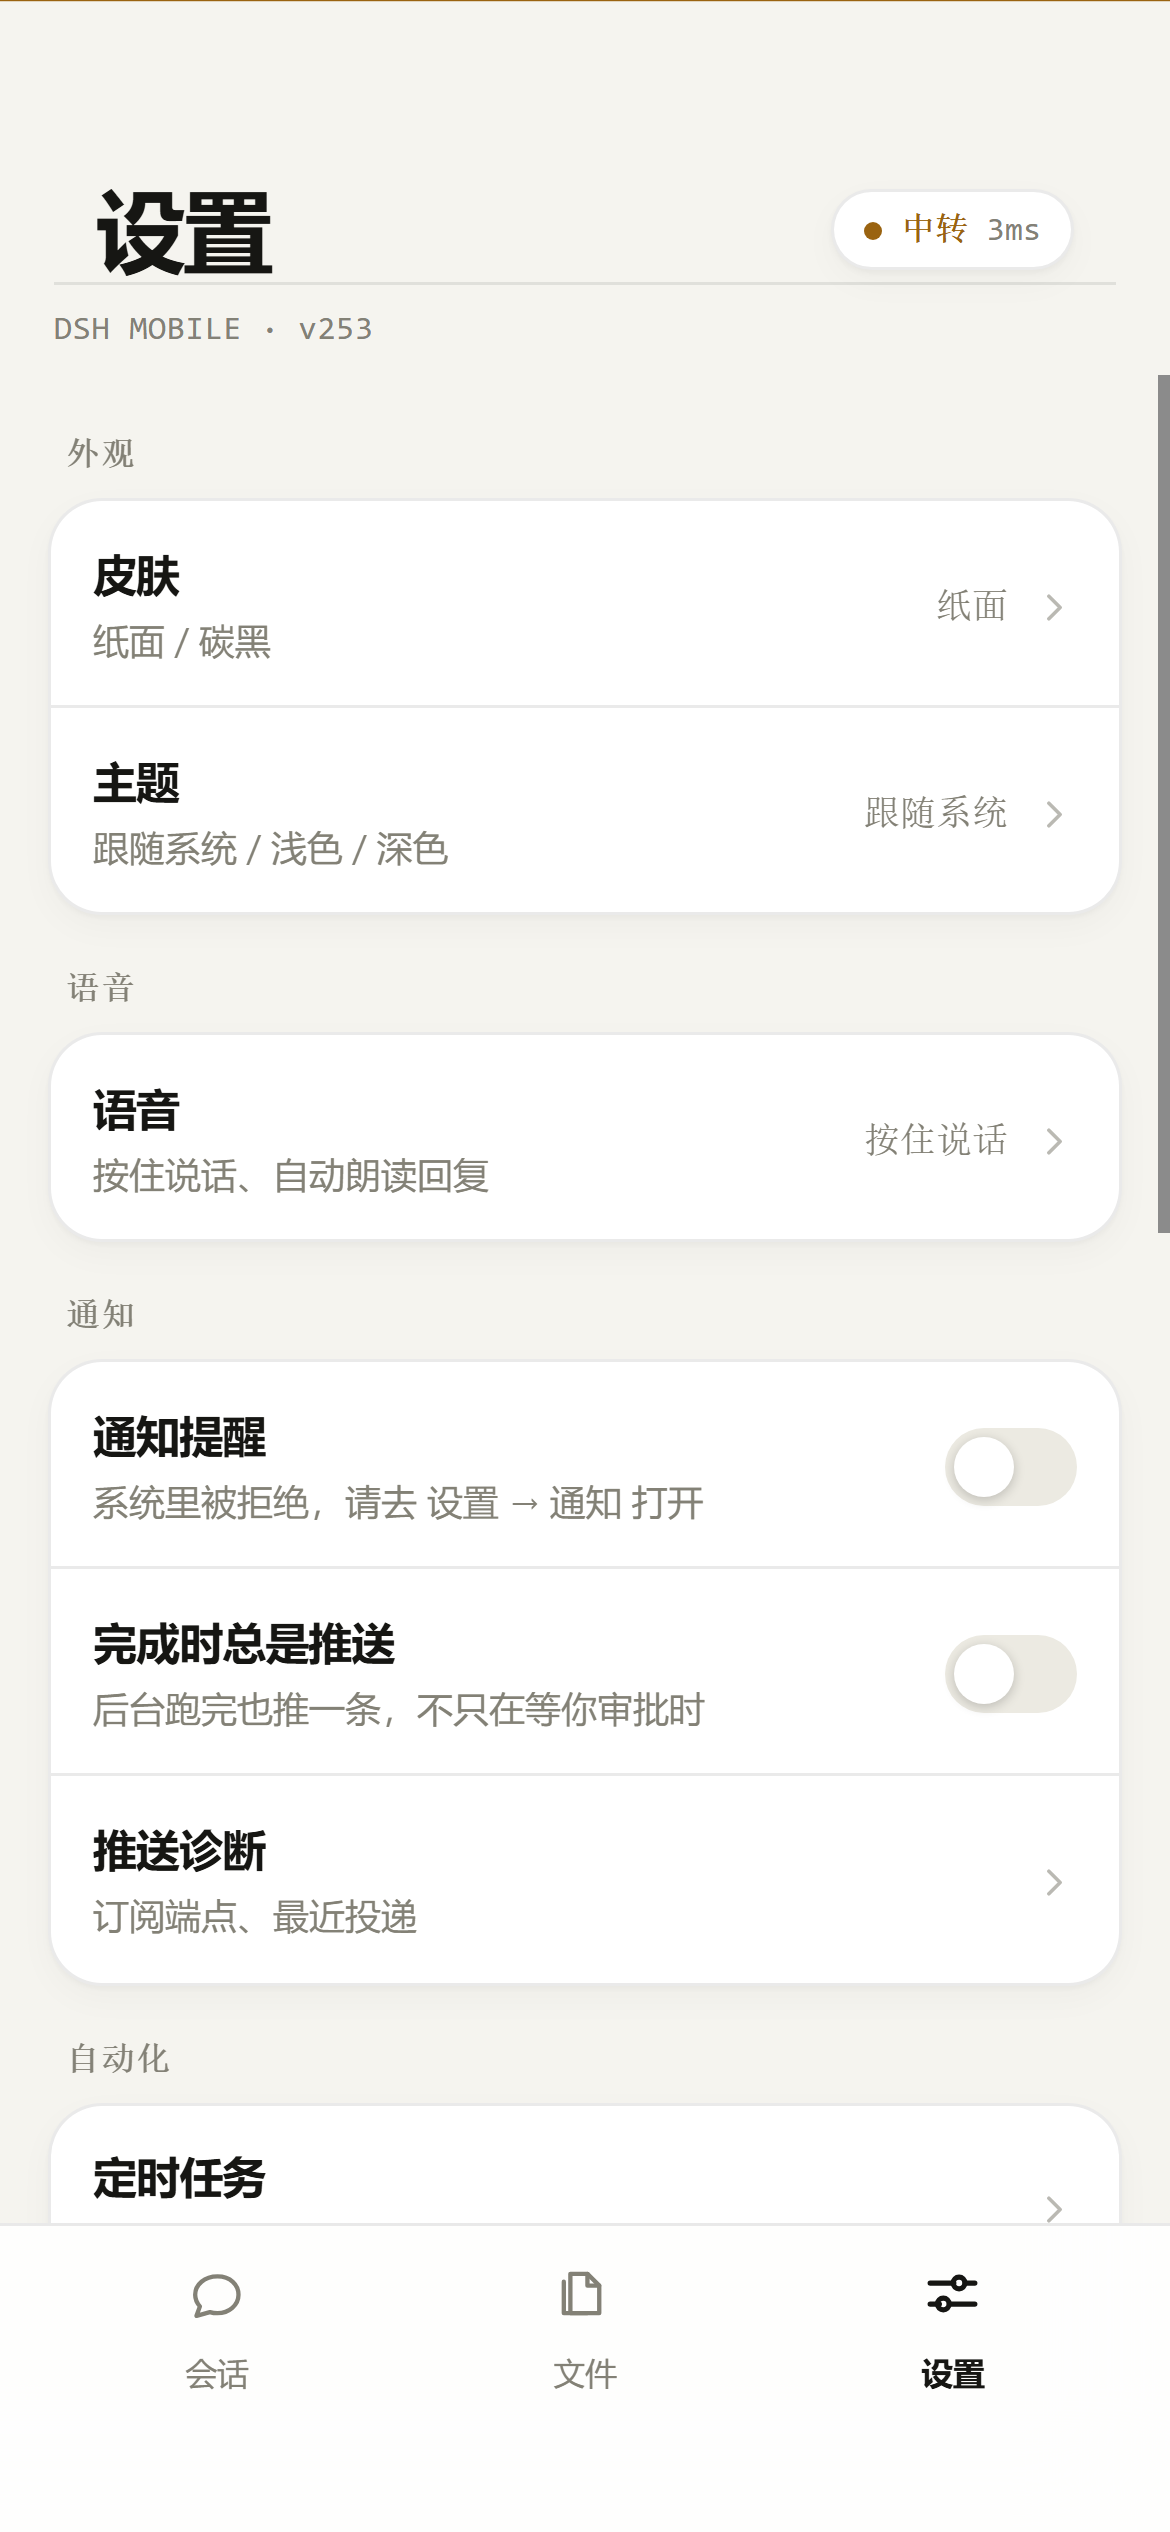 设置
中转 3ms
DSH MOBILE · v253
外观
皮肤
纸面 / 碳黑
纸面
主题
跟随系统 / 浅色 / 深色
跟随系统
语音
语音
按住说话、自动朗读回复
按住说话
通知
通知提醒
系统里被拒绝，请去 设置 → 通知 打开
完成时总是推送
后台跑完也推一条，不只在等你审批时
推送诊断
订阅端点、最近投递
自动化
定时任务
会话
文件
设置